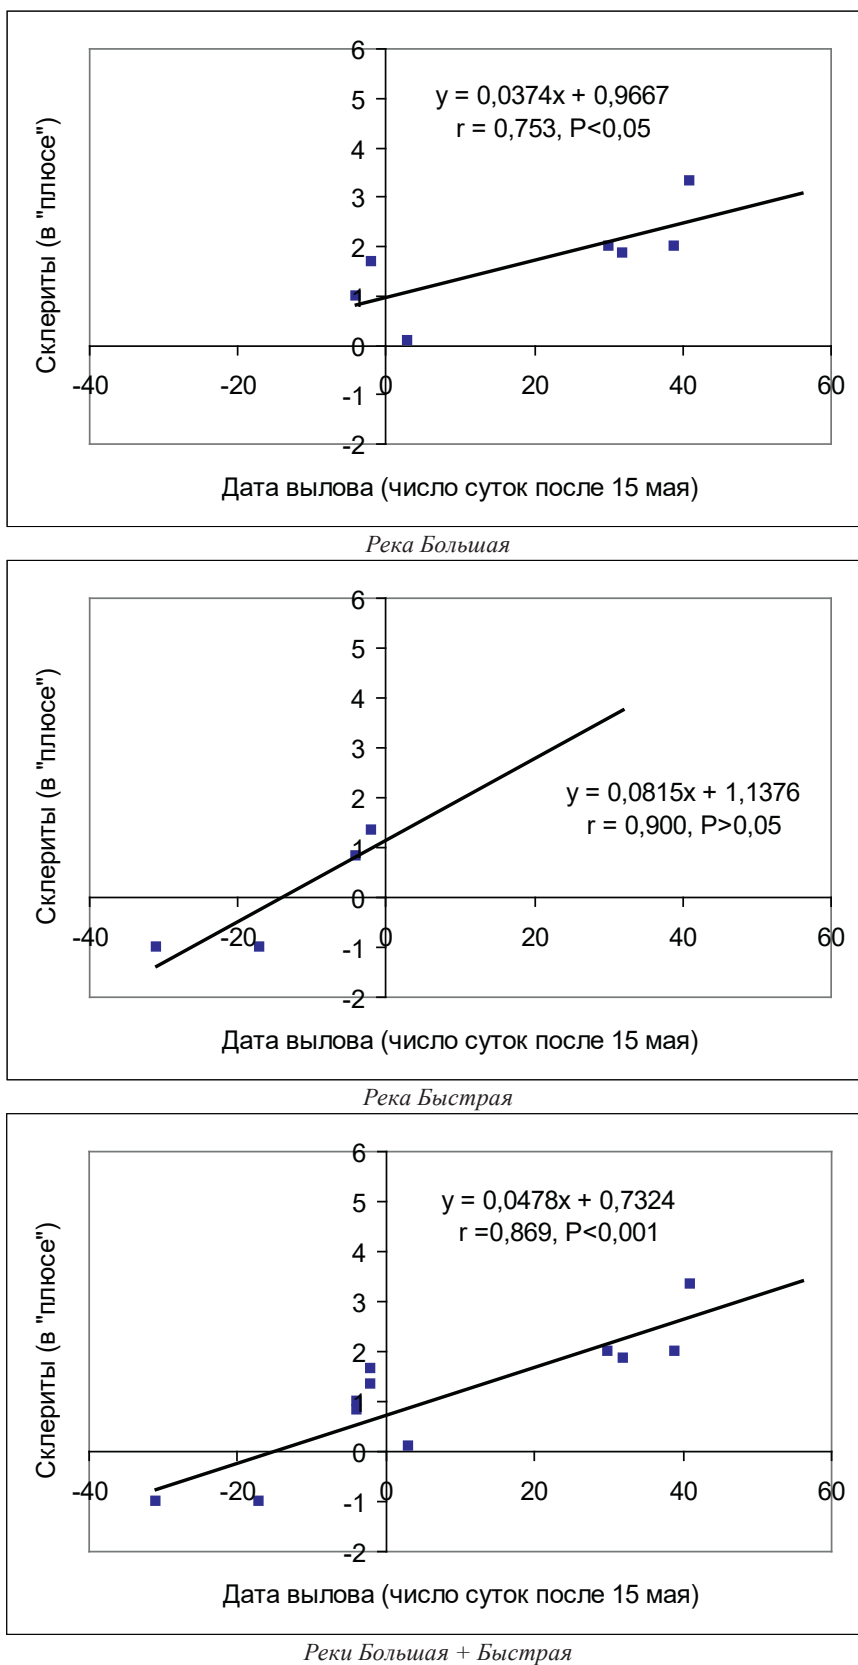 6
y = 0,0374x + 0,9667
5
r = 0,753, P<0,05
4
3
2
1
0
-40 -20 0 20 40 60
-1
-2
Склериты (в "плюсе")
Дата вылова (число суток после 15 мая)
Река Большая
6
5
4
3
2
y = 0,0815x + 1,1376
r = 0,900, P>0,05
1
0
-40 -20 0 20 40 60
-1
-2
Склериты (в "плюсе")
Дата вылова (число суток после 15 мая)
Река Быстрая
6
y = 0,0478x + 0,7324
5
r =0,869, P<0,001
4
3
2
1
0
-40 -20 0 20 40 60
-1
-2
Склериты (в "плюсе")
Дата вылова (число суток после 15 мая)
Реки Большая + Быстрая